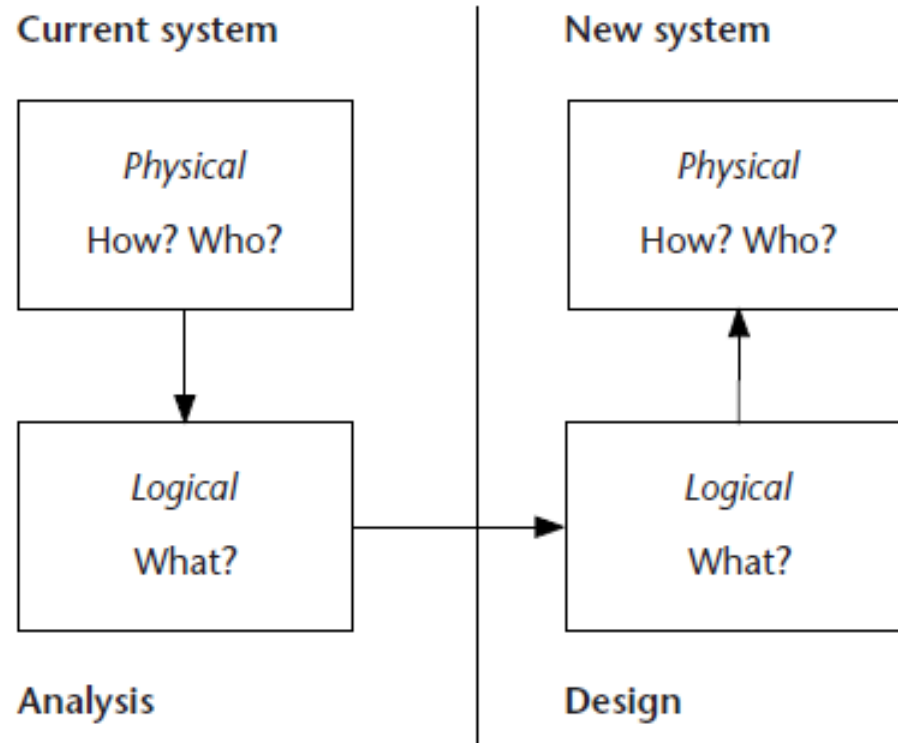 Current system
New system
Physical
How? Who?
Physical
How? Who?
Logical
What?
Logical
What?
Analysis
Design